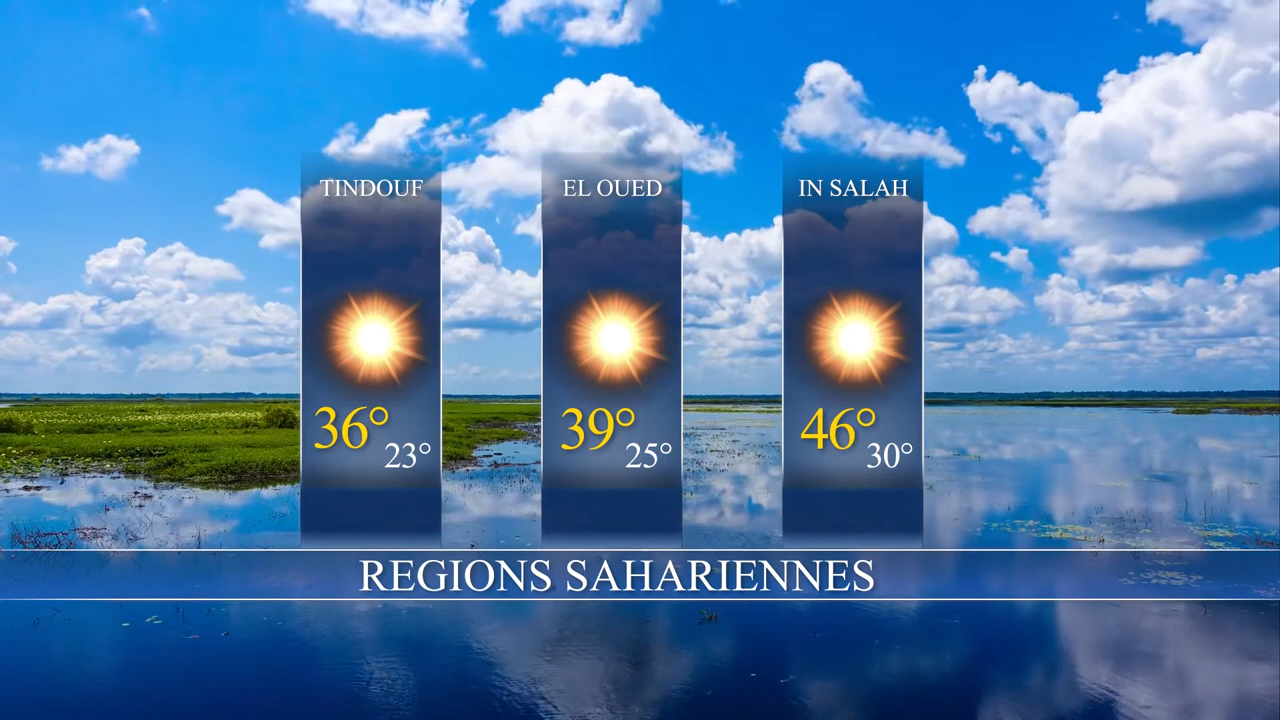 TINDOUF
36°
23°
EL OUED
39°
25°
IN SALAH
46°
30°
REGIONS SAHARIENNES